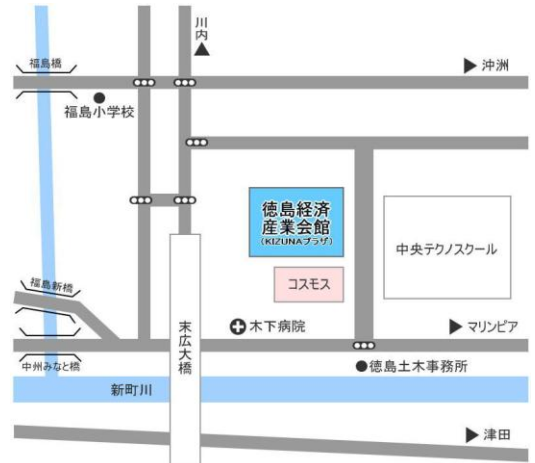 川内
福島橋
沖洲
福島小学校
徳島経済
産業会館
(KIZUNAプラザ)
中央テクノスクール
コスモス
福島新橋
末広大橋
木下病院
マリンピア
中州みなと橋
徳島土木事務所
新町川
津田